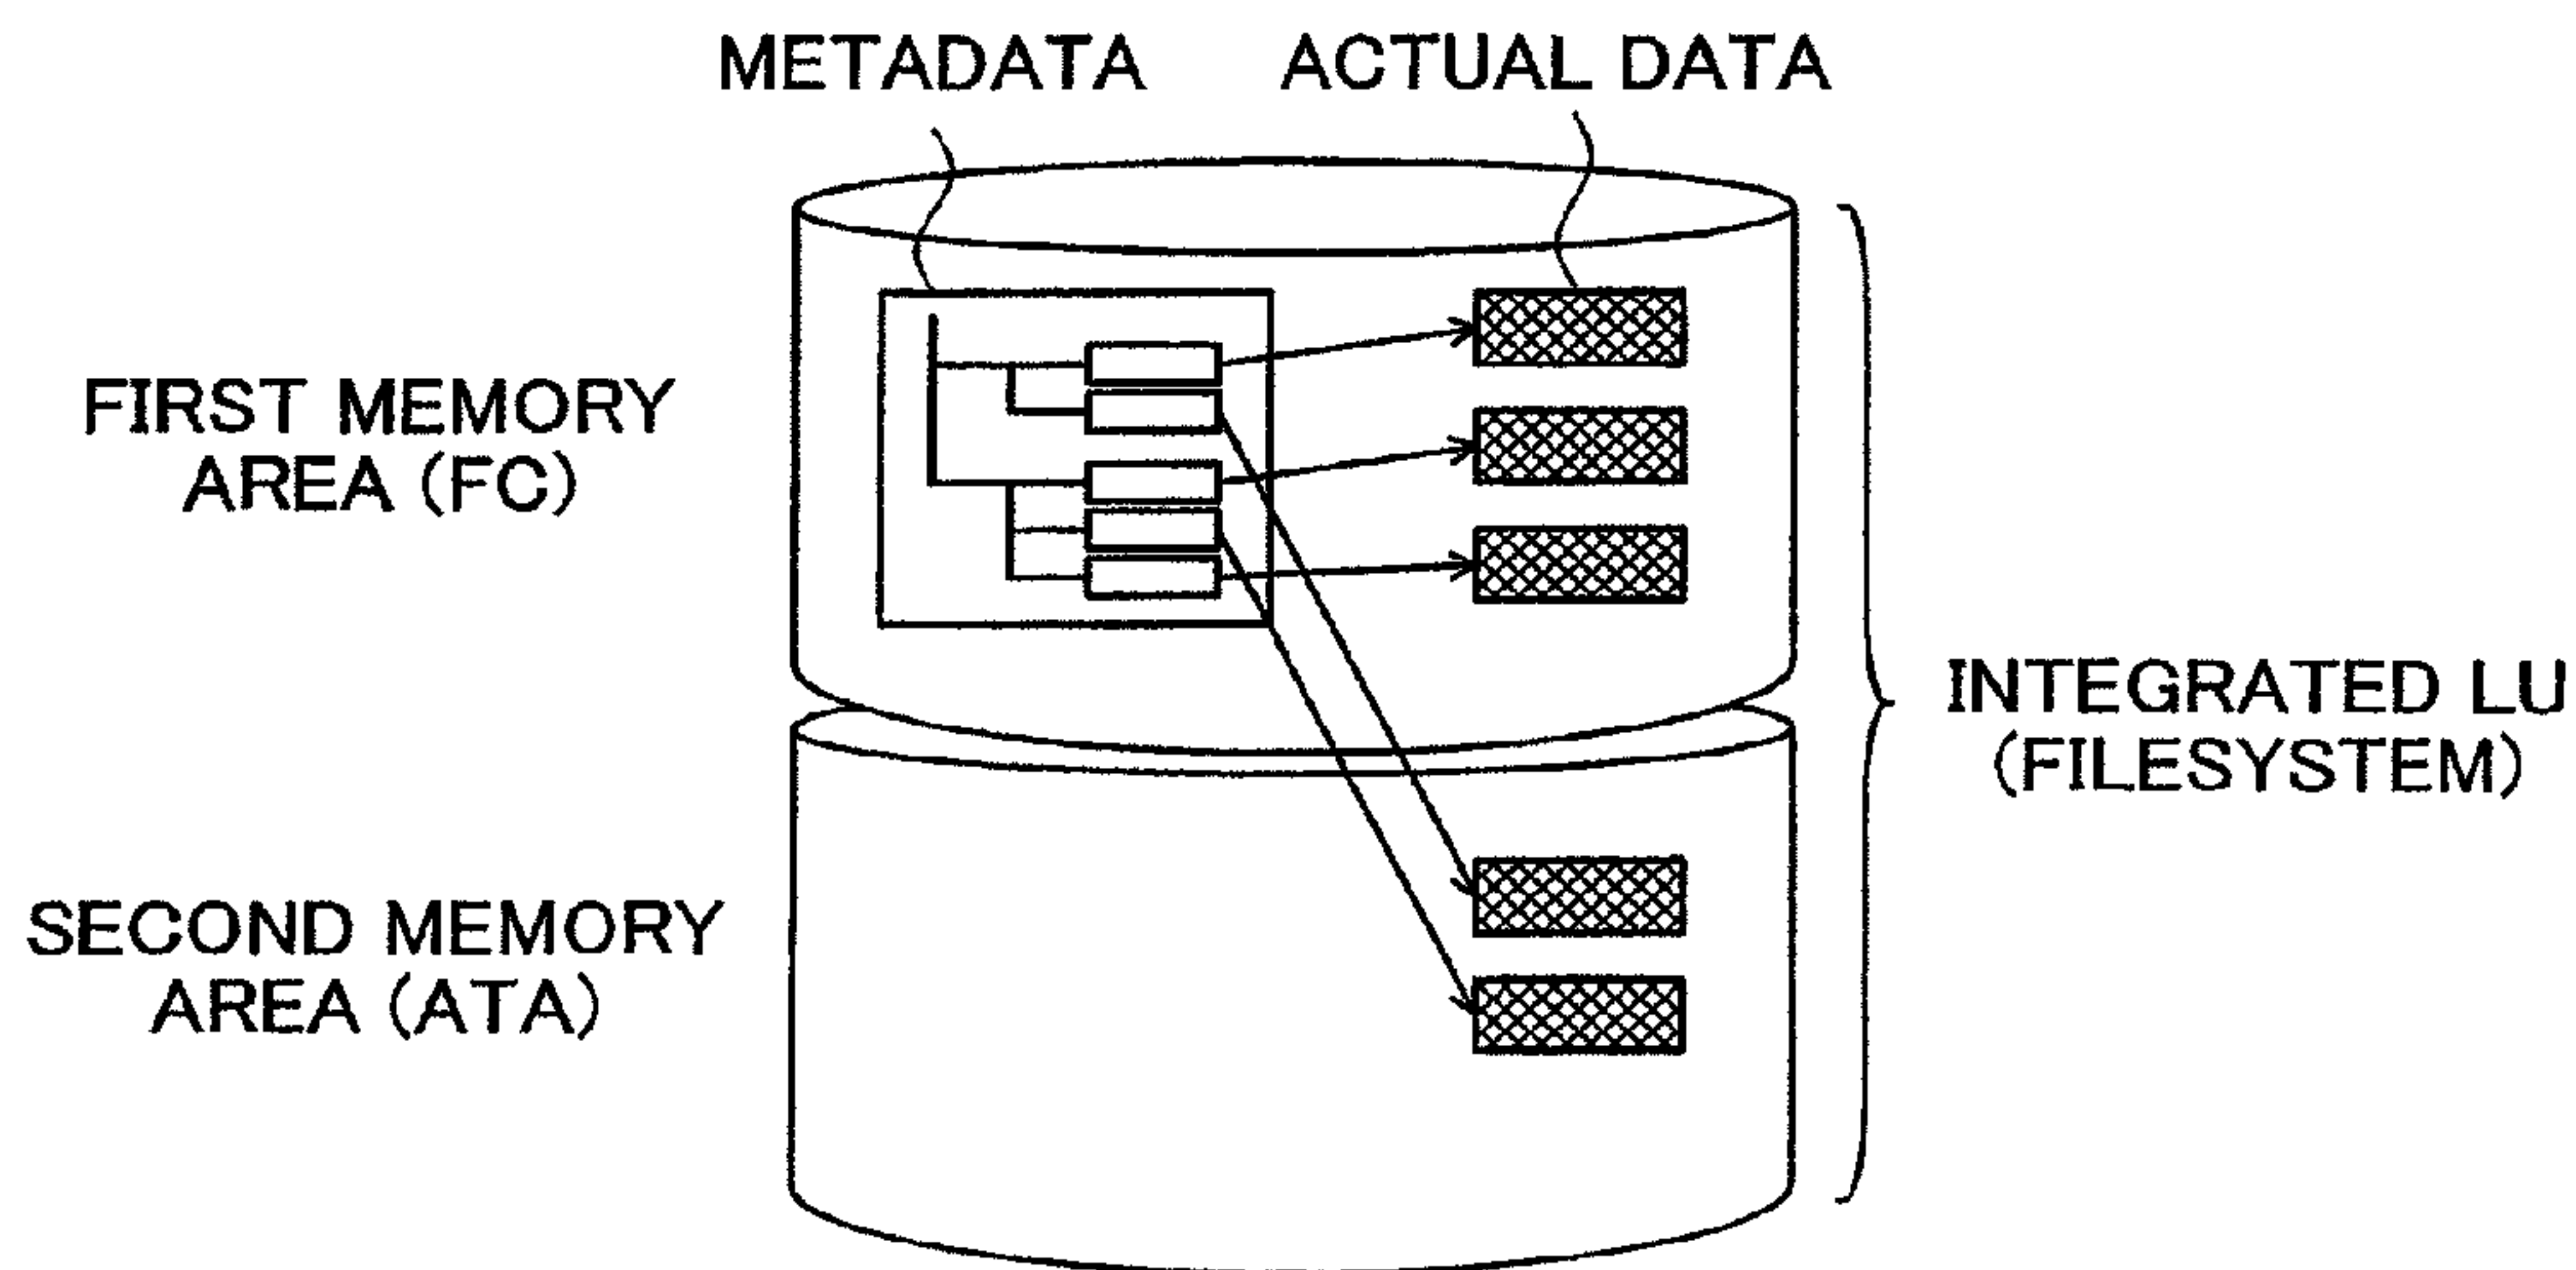 METADATA
ACTUAL DATA
FIRST MEMORY
AREA (FC)
INTEGRATED LU
(FILESYSTEM)
SECOND MEMORY
AREA (ATA)